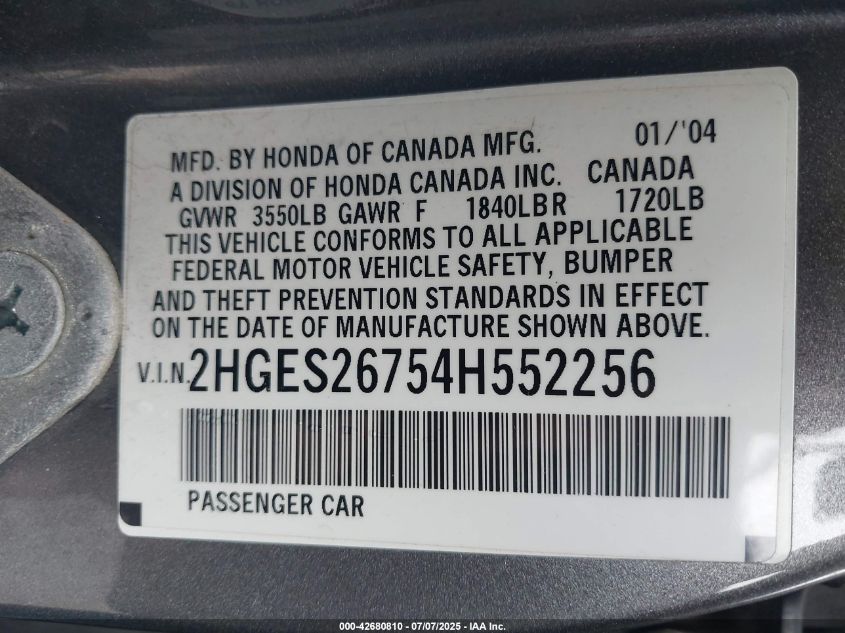 MFD. BY HONDA OF CANADA MFG. 01/'04
A DIVISION OF HONDA CANADA INC. CANADA
GVWR 3550LB GAWR F 1840LB R 1720LB
THIS VEHICLE CONFORMS TO ALL APPLICABLE
FEDERAL MOTOR VEHICLE SAFETY, BUMPER
AND THEFT PREVENTION STANDARDS IN EFFECT
ON THE DATE OF MANUFACTURE SHOWN ABOVE.
V.I.N. 2HGES26754H552256
PASSENGER CAR
000-42680810 - 07/07/2025 - IAA Inc.